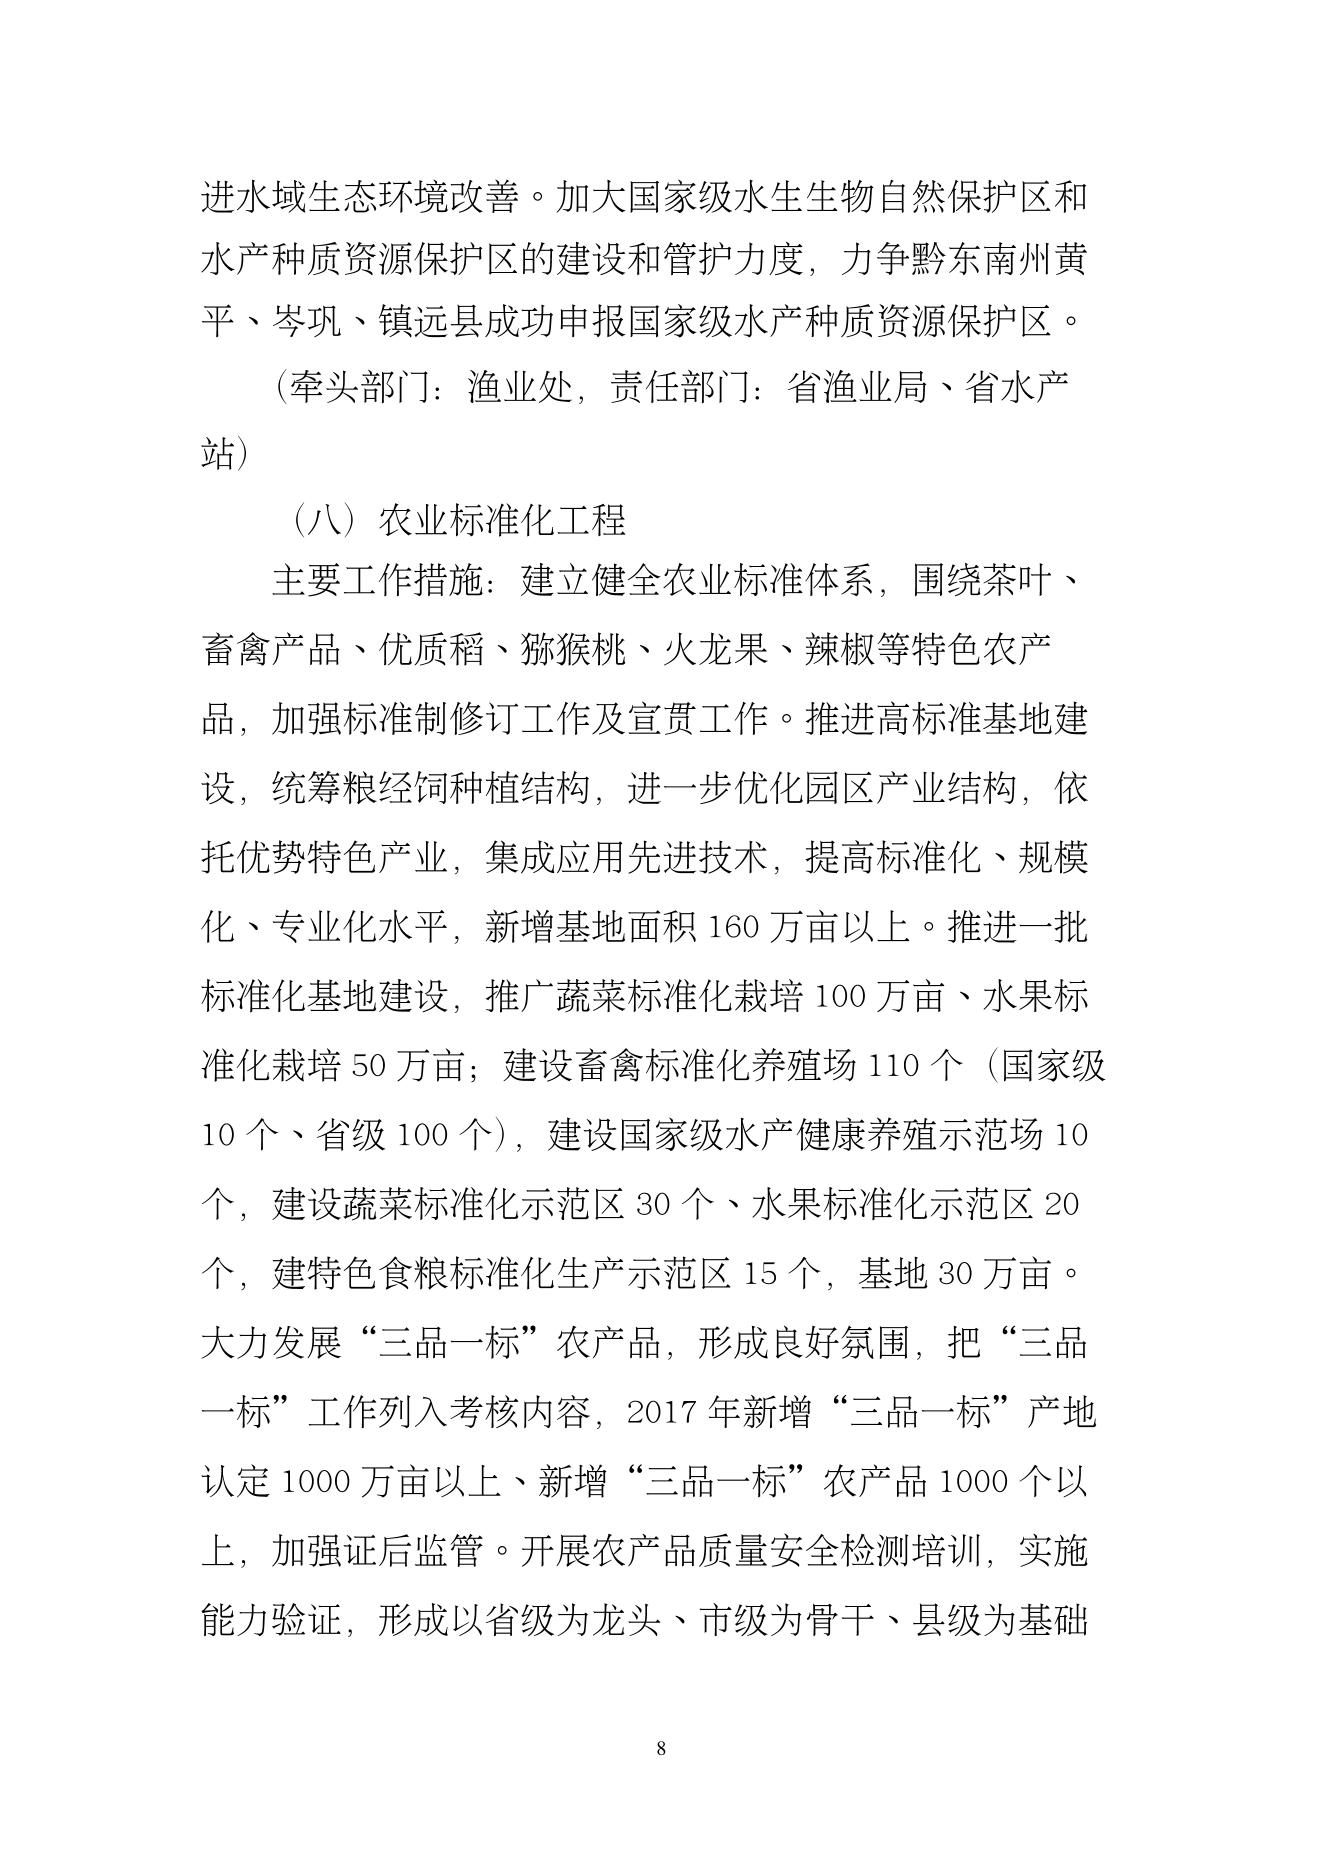 进水域生态环境改善。加大国家级水生生物自然保护区和
水产种质资源保护区的建设和管护力度，力争黔东南州黄
平、岑巩、镇远县成功申报国家级水产种质资源保护区。
（牵头部门：渔业处，责任部门：省渔业局、省水产
站）
（八）农业标准化工程
主要工作措施：建立健全农业标准体系，围绕茶叶、
畜禽产品、优质稻、猕猴桃、火龙果、辣椒等特色农产
品，加强标准制修订工作及宣贯工作。推进高标准基地建
设，统筹粮经饲种植结构，进一步优化园区产业结构，依
托优势特色产业，集成应用先进技术，提高标准化、规模
化、专业化水平，新增基地面积 160 万亩以上。推进一批
标准化基地建设，推广蔬菜标准化栽培 100 万亩、水果标
准化栽培 50 万亩；建设畜禽标准化养殖场 110 个（国家级
10 个、省级 100 个），建设国家级水产健康养殖示范场 10
个，建设蔬菜标准化示范区 30 个、水果标准化示范区 20
个，建特色食粮标准化生产示范区 15 个，基地 30 万亩。
大力发展“三品一标”农产品，形成良好氛围，把“三品
一标”工作列入考核内容，2017 年新增“三品一标”产地
认定 1000 万亩以上、新增“三品一标”农产品 1000 个以
上，加强证后监管。开展农产品质量安全检测培训，实施
能力验证，形成以省级为龙头、市级为骨干、县级为基础
8